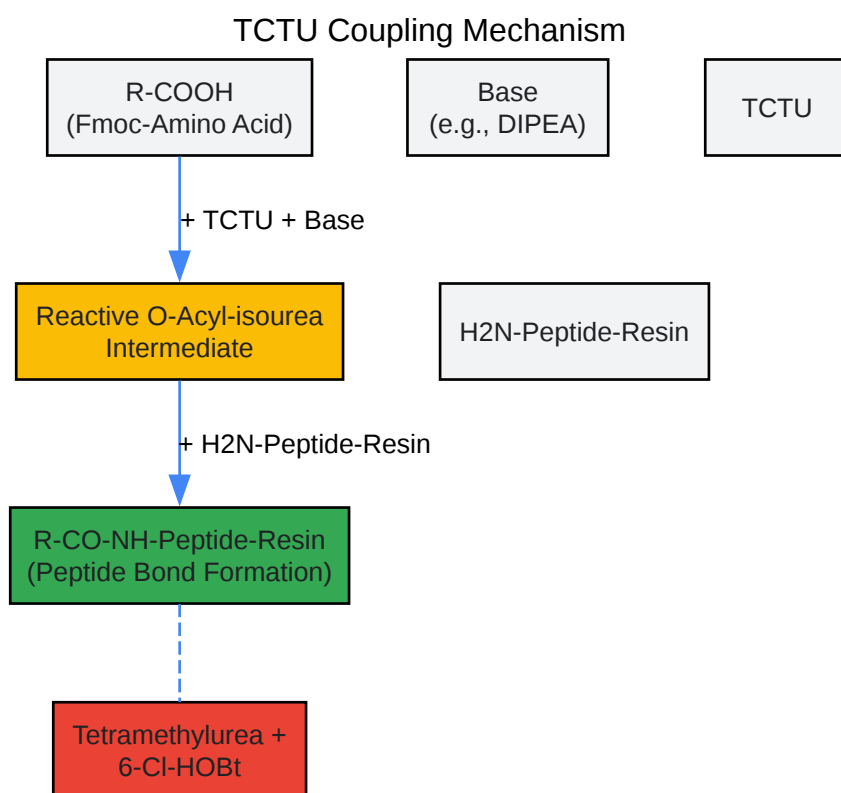 TCTU Coupling Mechanism
R-COOH
(Fmoc-Amino Acid)
Base
(e.g., DIPEA)
TCTU
+ TCTU + Base
Reactive O-Acyl-isourea
Intermediate
H2N-Peptide-Resin
+ H2N-Peptide-Resin
R-CO-NH-Peptide-Resin
(Peptide Bond Formation)
Tetramethylurea +
6-Cl-HOBt